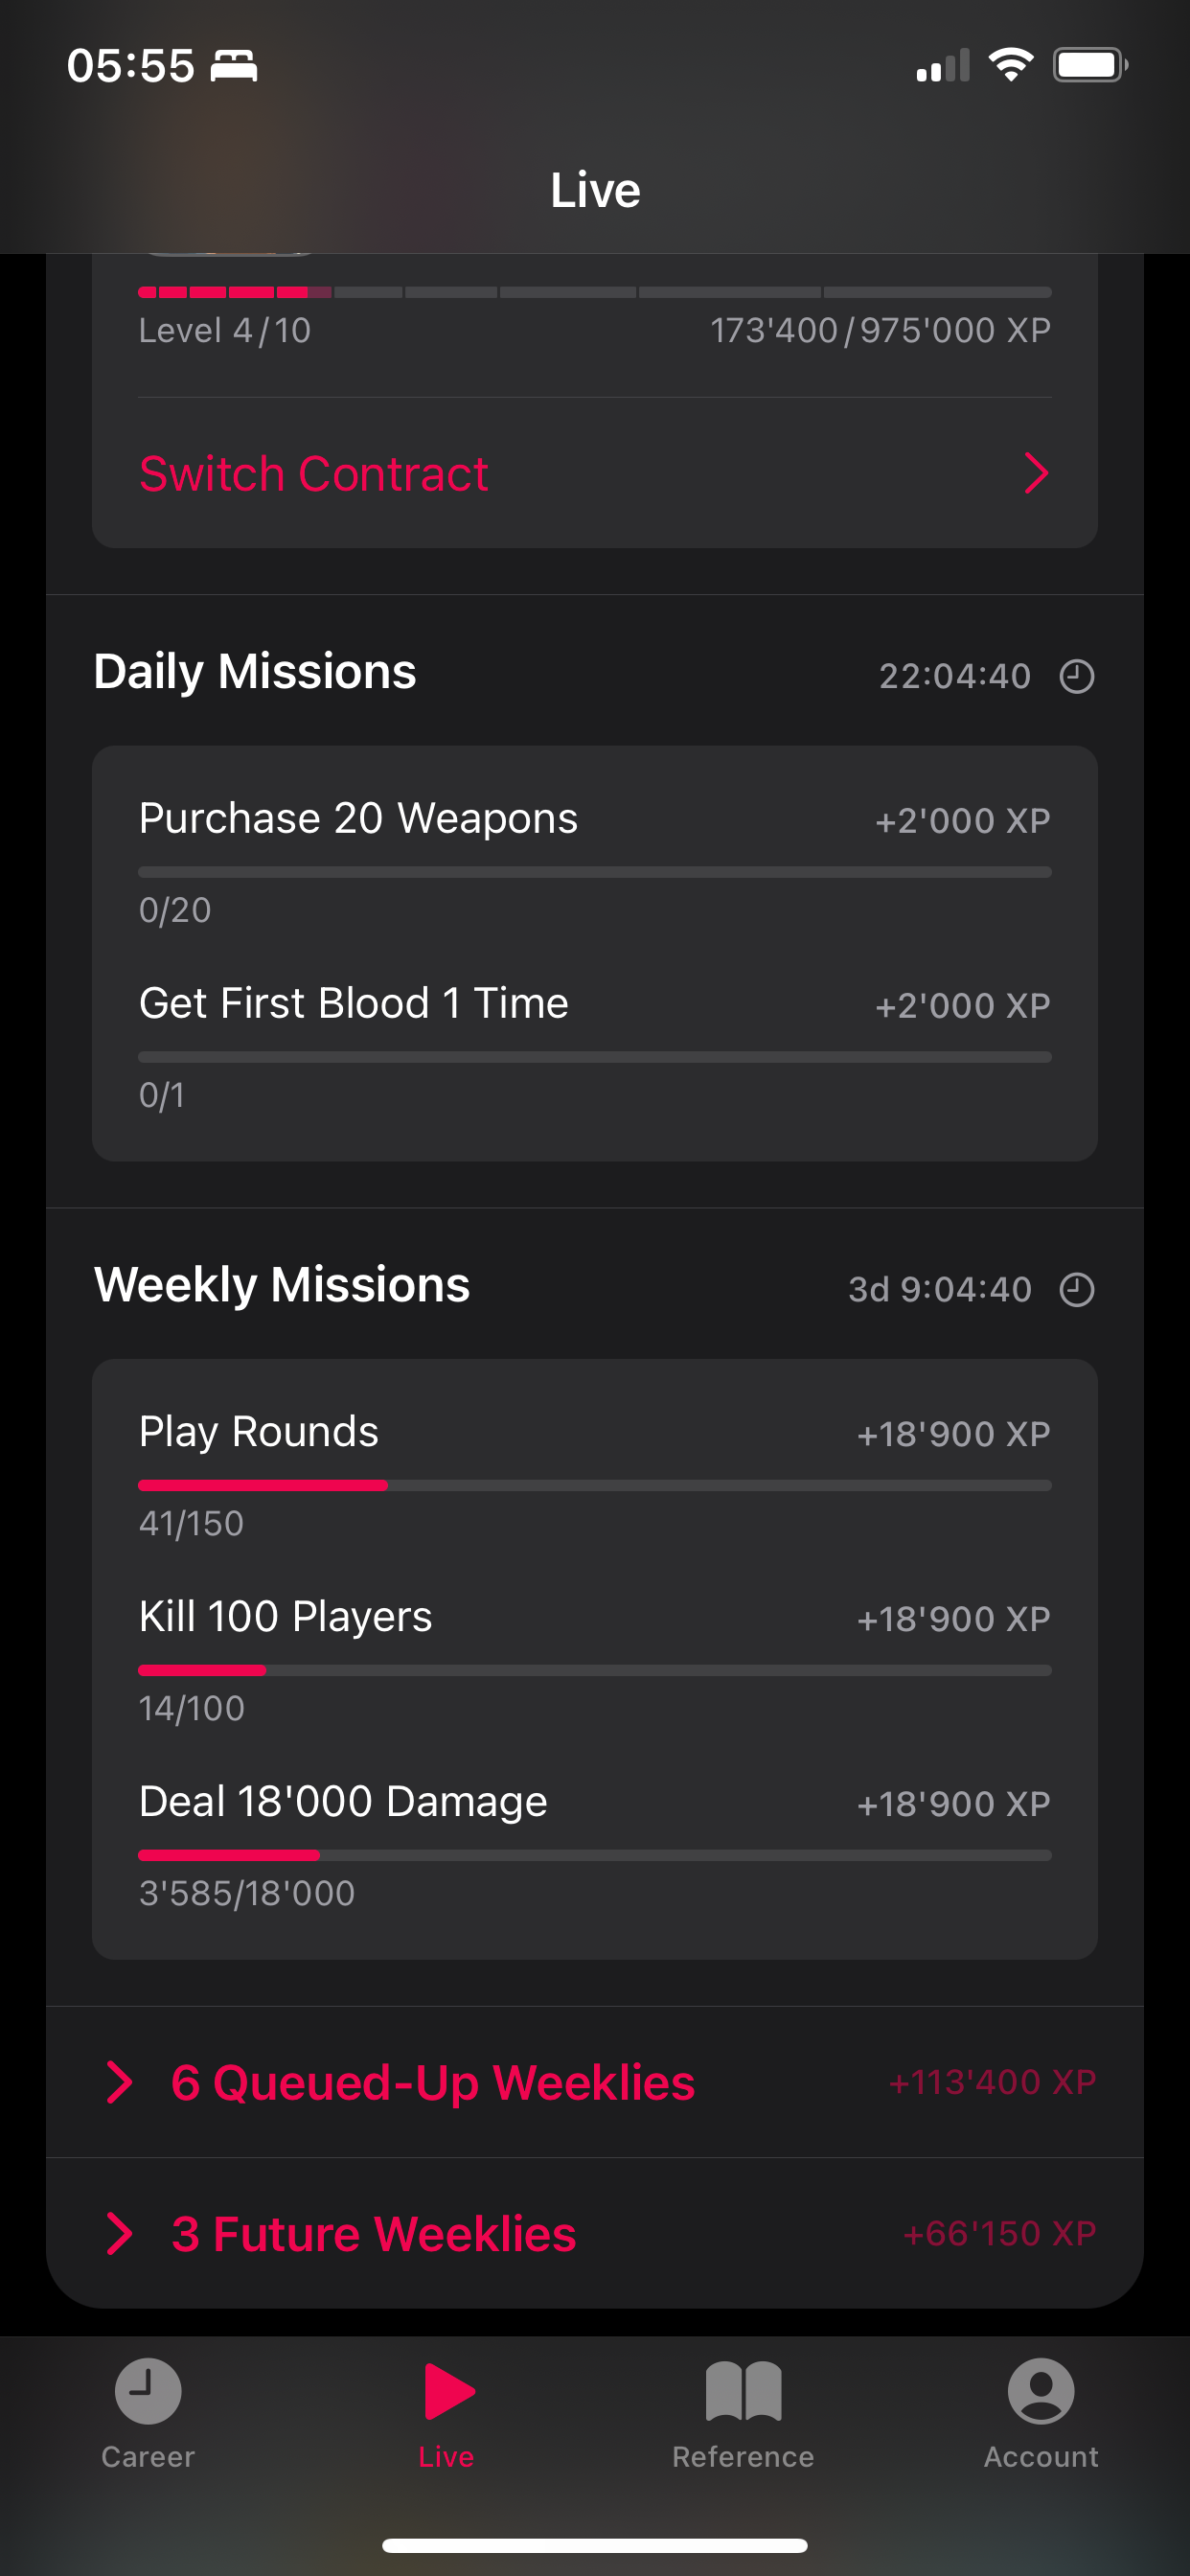 05:55
Live
Level 4/10 173'400/975'000 XP
Switch Contract
Daily Missions 22:04:40
Purchase 20 Weapons +2'000 XP
0/20
Get First Blood 1 Time +2'000 XP
0/1
Weekly Missions 3d 9:04:40
Play Rounds +18'900 XP
41/150
Kill 100 Players +18'900 XP
14/100
Deal 18'000 Damage +18'900 XP
3'585/18'000
6 Queued-Up Weeklies +113'400 XP
3 Future Weeklies +66'150 XP
Career Live Reference Account